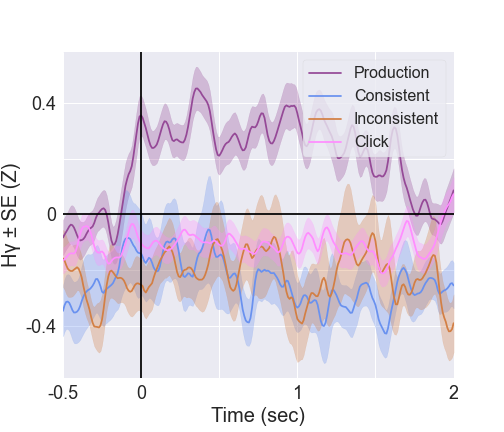 Production
Consistent
Inconsistent
Click
Hγ ± SE (Z)
0.4
0
-0.4
-0.5 0 1 2
Time (sec)